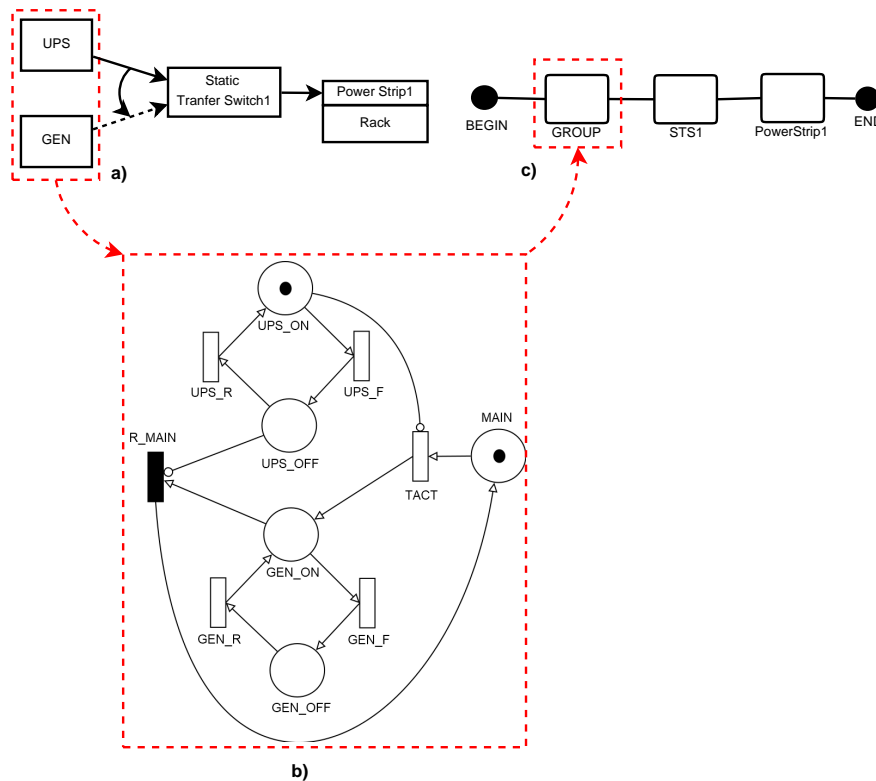 UPS
GEN
Static
Tranfer Switch1
Power Strip1
Rack
a)
BEGIN
GROUP
STS1
PowerStrip1
END
c)
UPS_ON
UPS_R
UPS_F
UPS_OFF
R_MAIN
MAIN
TACT
GEN_ON
GEN_R
GEN_F
GEN_OFF
b)